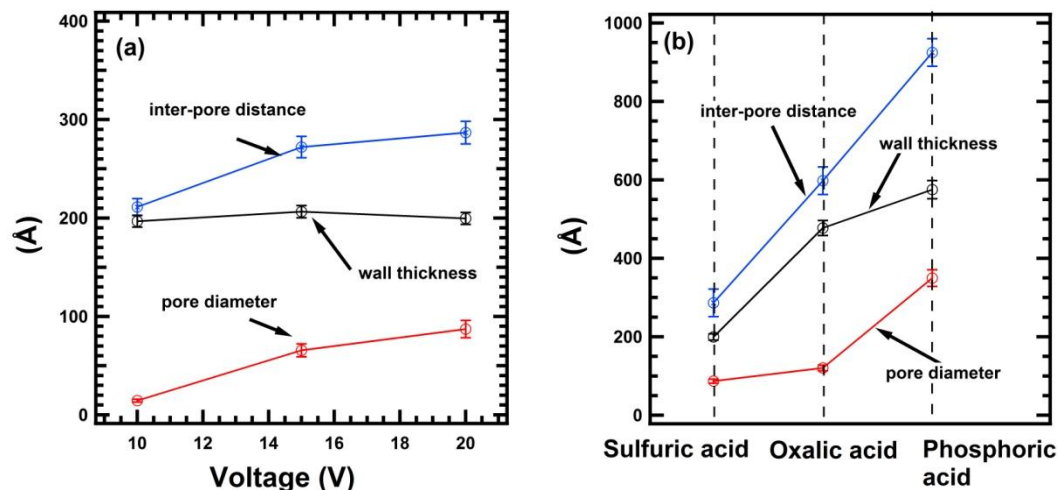 (a)
400
300
200
100
0
(Å)
inter-pore distance
wall thickness
pore diameter
10 12 14 16 18 20
Voltage (V)
(b)
1000
800
600
400
200
0
(Å)
inter-pore distance
wall thickness
pore diameter
Sulfuric acid Oxalic acid Phosphoric
acid